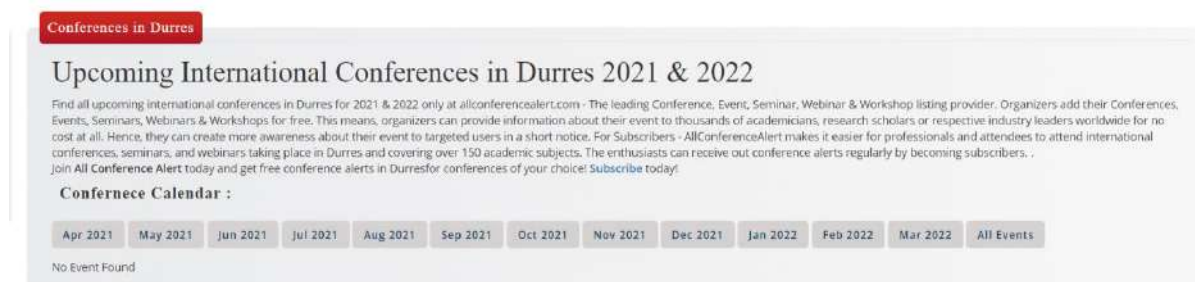 Conferences in Durres
Upcoming International Conferences in Durres 2021 & 2022
Find all upcoming international conferences in Durres for 2021 & 2022 only at allconferencealert.com - The leading Conference, Event, Seminar, Webinar & Workshop listing provider. Organizers add their Conferences,
Events, Seminars, Webinars & Workshops for free. This means, organizers can provide information about their event to thousands of academicians, research scholars or respective industry leaders worldwide for no
cost at all. Hence, they can create more awareness about their event to targeted users in a short notice. For Subscribers - AllConferenceAlert makes it easier for professionals and attendees to attend international
conferences, seminars, and webinars taking place in Durres and covering over 150 academic subjects. The enthusiasts can receive out conference alerts regularly by becoming subscribers. .
Join All Conference Alert today and get free conference alerts in Durresfor conferences of your choice! Subscribe today!
Confernece Calendar :
Apr 2021 May 2021 Jun 2021 Jul 2021 Aug 2021 Sep 2021 Oct 2021 Nov 2021 Dec 2021 Jan 2022 Feb 2022 Mar 2022 All Events
No Event Found